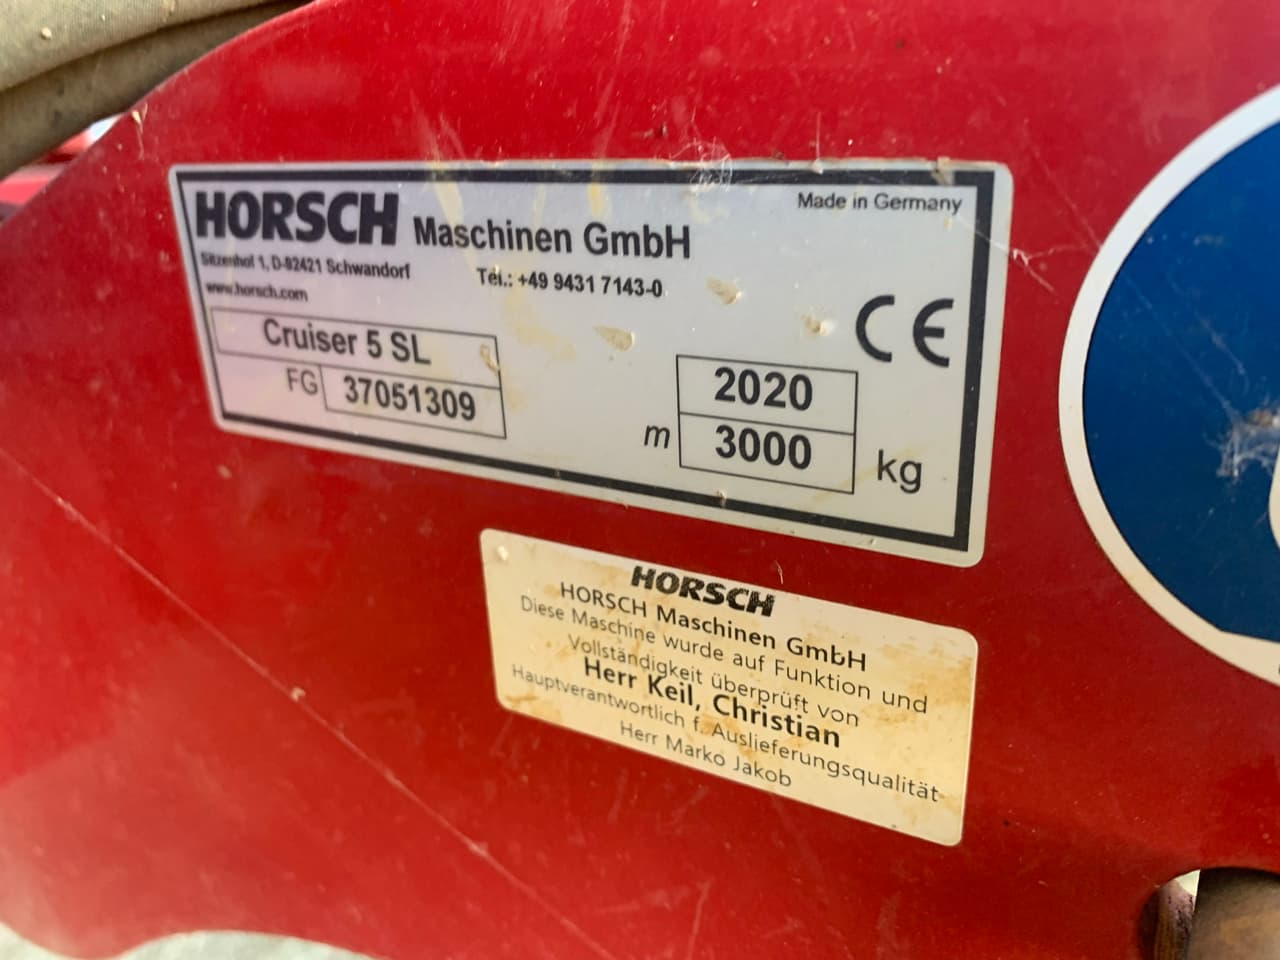 HORSCH Maschinen GmbH
Made in Germany
Sitzenhof 1, D-92421 Schwandorf
Tel.: +49 9431 7143-0
www.horsch.com
CE
Cruiser 5 SL
FG 37051309
2020
m 3000 kg
HORSCH
HORSCH Maschinen GmbH
Diese Maschine wurde auf Funktion und
Vollständigkeit überprüft von
Herr Keil, Christian
Hauptverantwortlich f. Auslieferungsqualität
Herr Marko Jakob